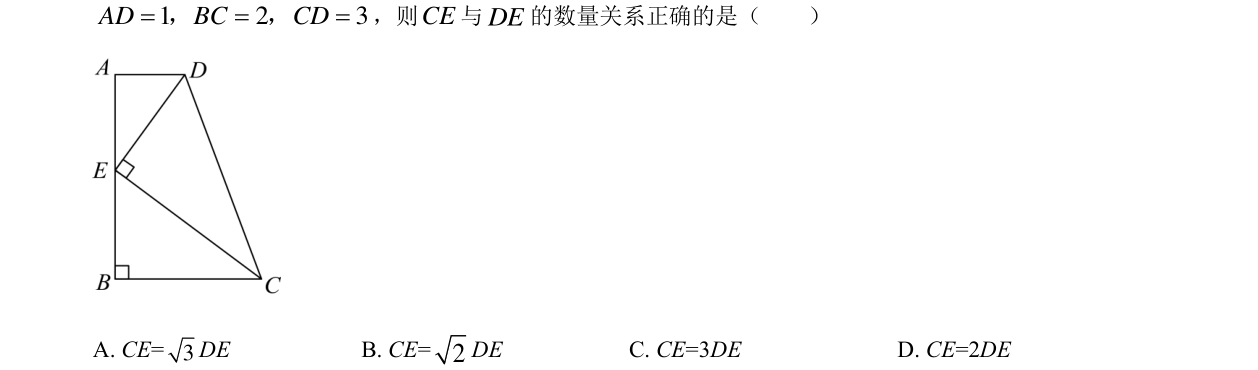 AD = 1，BC = 2，CD = 3，则 CE 与 DE 的数量关系正确的是（　　）
A
D
E
B
C
A. CE=√3 DE　B. CE=√2 DE　C. CE=3DE　D. CE=2DE